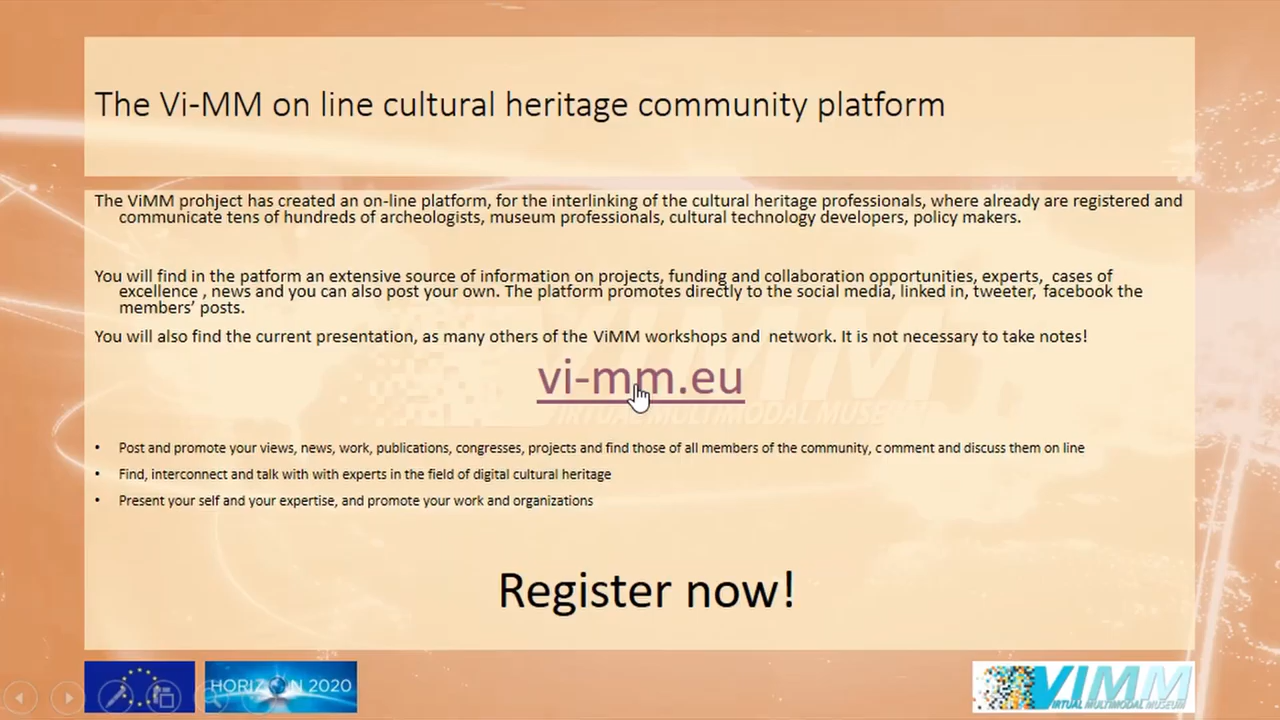 The Vi-MM on line cultural heritage community platform
The ViMM prohject has created an on-line platform, for the interlinking of the cultural heritage professionals, where already are registered and
communicate tens of hundreds of archeologists, museum professionals, cultural technology developers, policy makers.
You will find in the patform an extensive source of information on projects, funding and collaboration opportunities, experts, cases of
excellence , news and you can also post your own. The platform promotes directly to the social media, linked in, tweeter, facebook the
members’ posts.
You will also find the current presentation, as many others of the ViMM workshops and network. It is not necessary to take notes!
vi-mm.eu
VIMM
VIRTUAL MULTIMODAL MUSEUM
• Post and promote your views, news, work, publications, congresses, projects and find those of all members of the community, c omment and discuss them on line
• Find, interconnect and talk with with experts in the field of digital cultural heritage
• Present your self and your expertise, and promote your work and organizations
Register now!
HORIZON 2020
VIMM
VIRTUAL MULTIMODAL MUSEUM